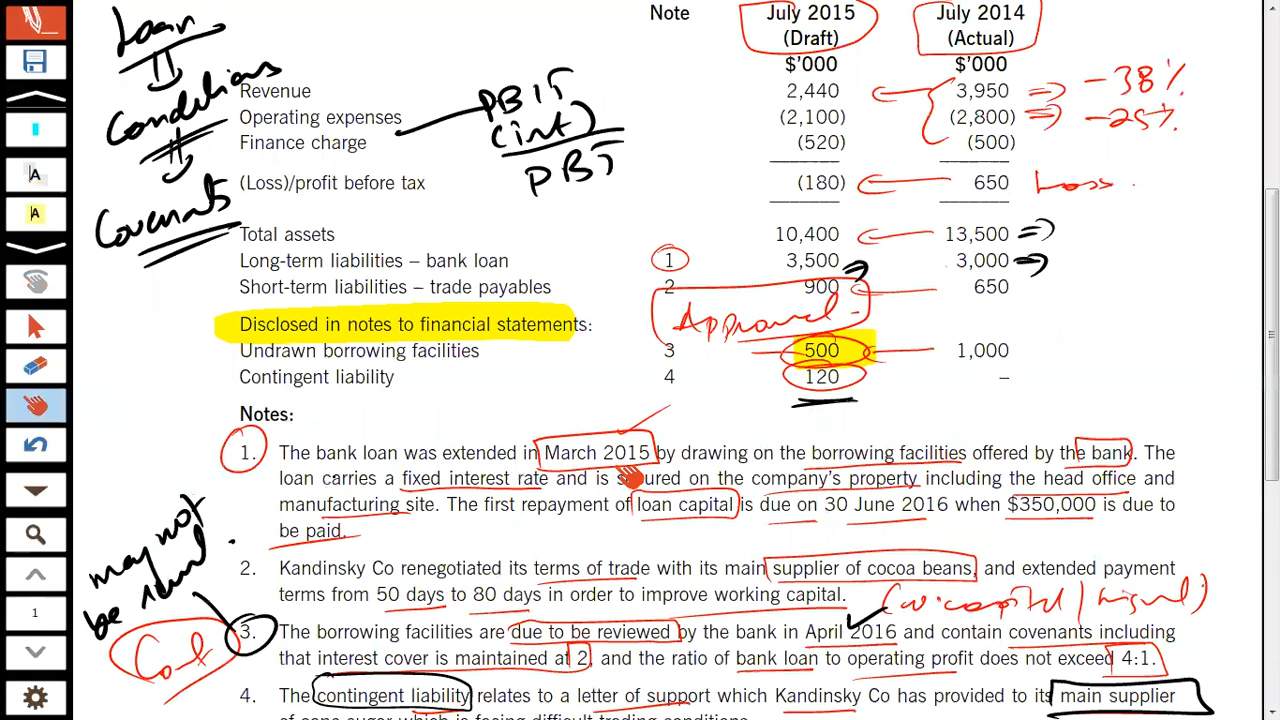 Loan
Conditions
Covenants
Note July 2015 July 2014
(Draft) (Actual)
$'000 $'000
Revenue 2,440 3,950 -38%
Operating expenses (2,100) (2,800) -25%
Finance charge (520) (500)
PBIT
(int)
PBT
(Loss)/profit before tax (180) 650 Loss
Total assets 10,400 13,500
Long-term liabilities – bank loan 1 3,500 3,000
Short-term liabilities – trade payables 2 900 650
Approval
Disclosed in notes to financial statements:
Undrawn borrowing facilities 3 500 1,000
Contingent liability 4 120 –
Notes:
1. The bank loan was extended in March 2015 by drawing on the borrowing facilities offered by the bank. The
loan carries a fixed interest rate and is secured on the company's property including the head office and
manufacturing site. The first repayment of loan capital is due on 30 June 2016 when $350,000 is due to
be paid.
may not
be
2. Kandinsky Co renegotiated its terms of trade with its main supplier of cocoa beans, and extended payment
terms from 50 days to 80 days in order to improve working capital.
3. The borrowing facilities are due to be reviewed by the bank in April 2016 and contain covenants including
that interest cover is maintained at 2, and the ratio of bank loan to operating profit does not exceed 4:1.
4. The contingent liability relates to a letter of support which Kandinsky Co has provided to its main supplier
of cane sugar which is facing difficult trading conditions.
A
A
1